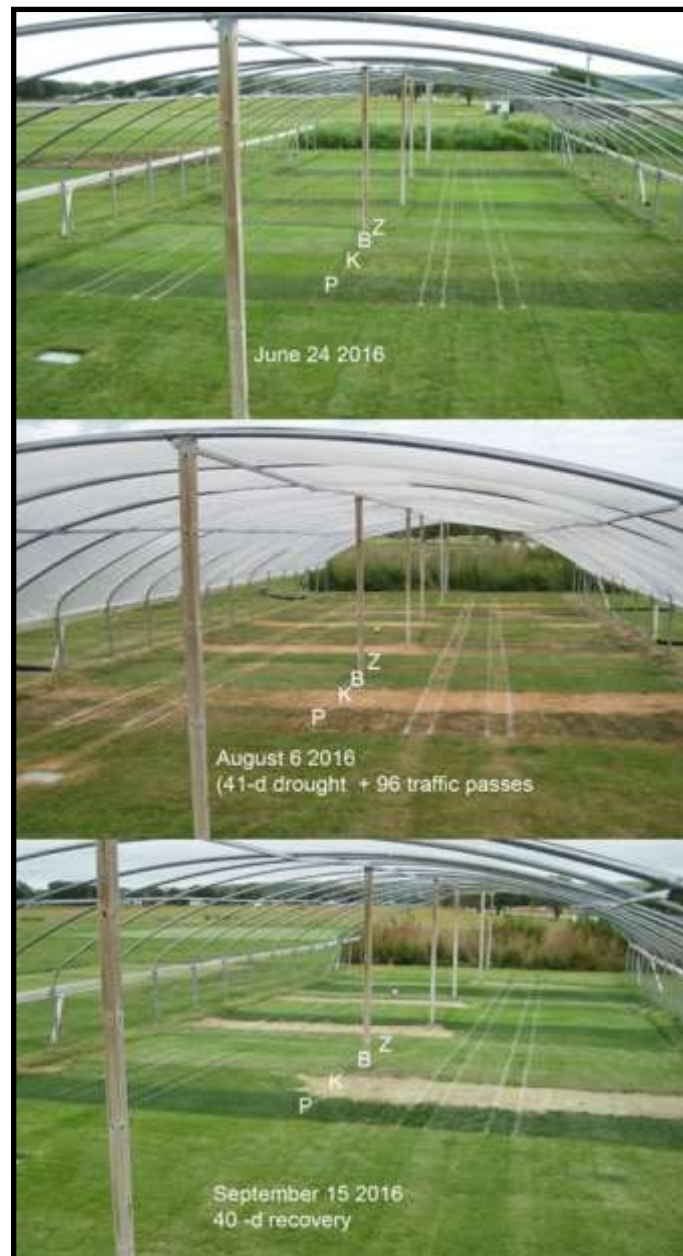 Z
B
K
P
June 24 2016
Z
B
K
P
August 6 2016
(41-d drought + 96 traffic passes
Z
B
K
P
September 15 2016
40 -d recovery